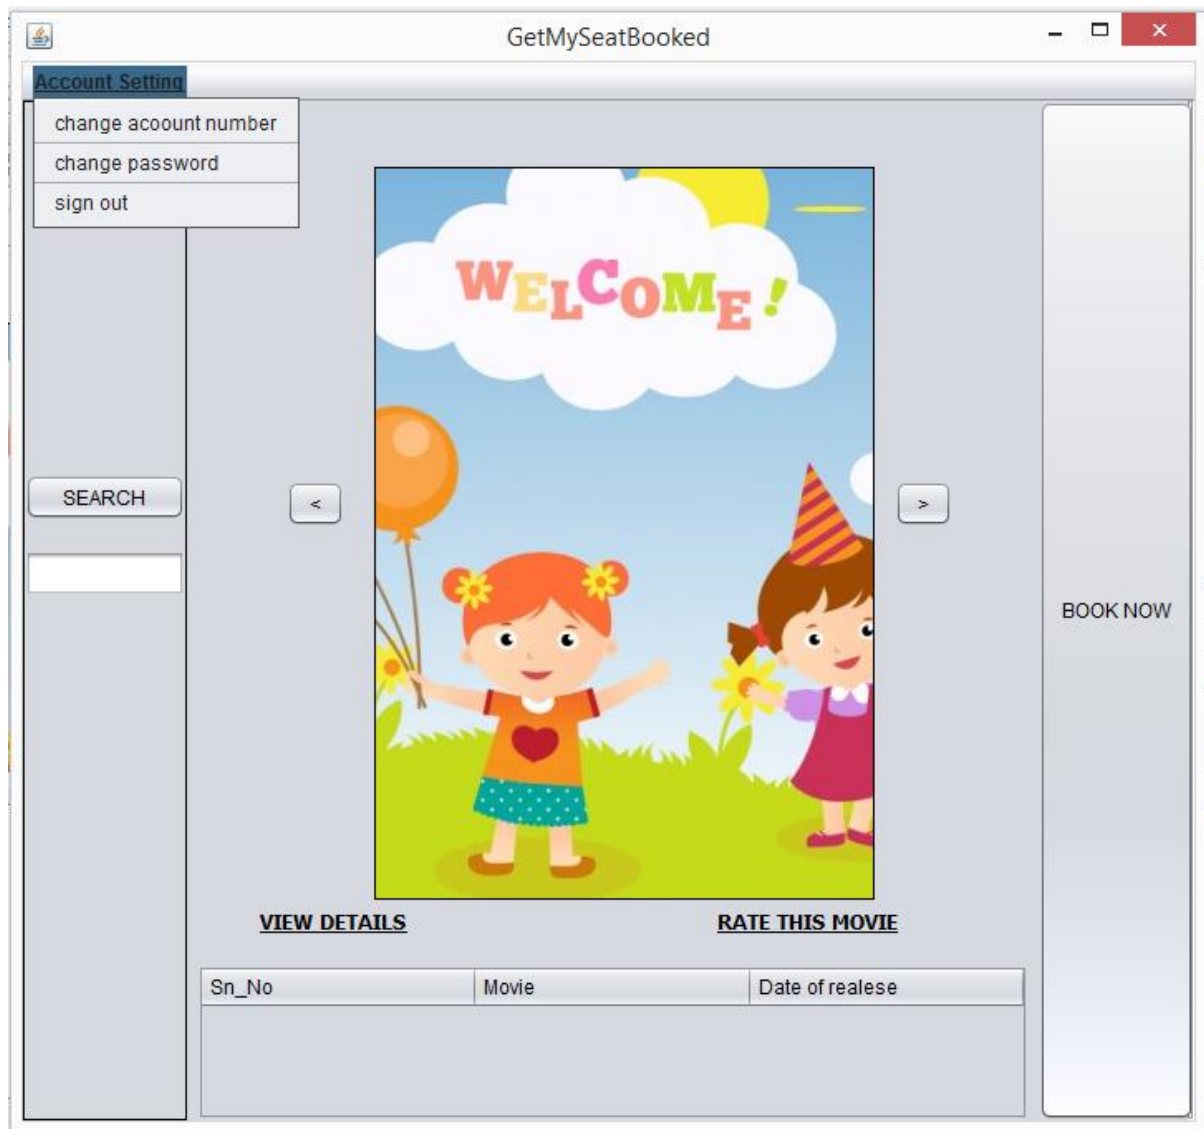 GetMySeatBooked
Account Setting
change acoount number
change password
sign out
WELCOME!
SEARCH
<
>
BOOK NOW
VIEW DETAILS
RATE THIS MOVIE
Sn_No Movie Date of realese